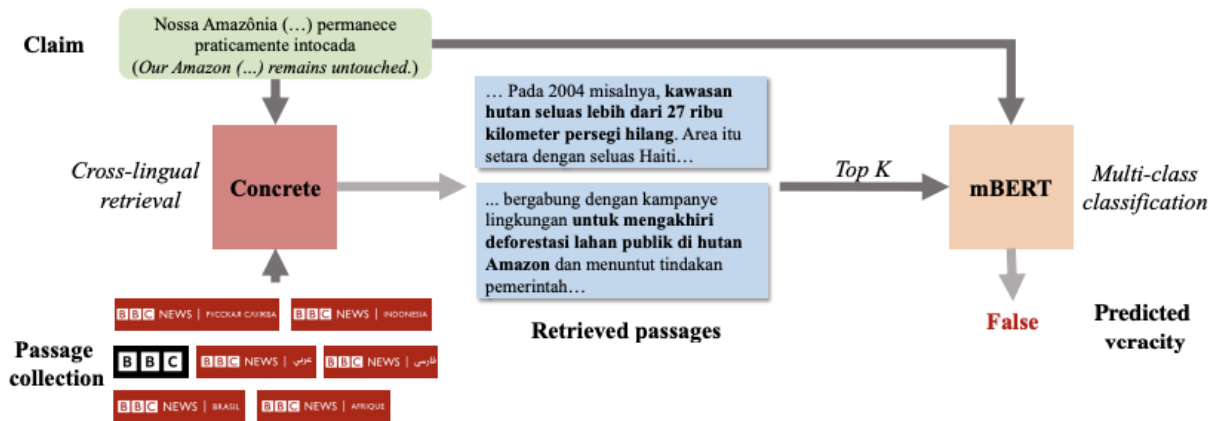 Claim
Nossa Amazônia (…) permanece
praticamente intocada
(Our Amazon (…) remains untouched.)
Cross-lingual
retrieval
Concrete
… Pada 2004 misalnya, kawasan
hutan seluas lebih dari 27 ribu
kilometer persegi hilang. Area itu
setara dengan seluas Haiti…
... bergabung dengan kampanye
lingkungan untuk mengakhiri
deforestasi lahan publik di hutan
Amazon dan menuntut tindakan
pemerintah…
Top K
mBERT
Multi-class
classification
Retrieved passages
False
Predicted
veracity
Passage
collection
BBC NEWS | РУССКАЯ СЛУЖБА
BBC NEWS | INDONESIA
BBC
BBC NEWS | عربي
BBC NEWS | فارسی
BBC NEWS | BRASIL
BBC NEWS | AFRIQUE